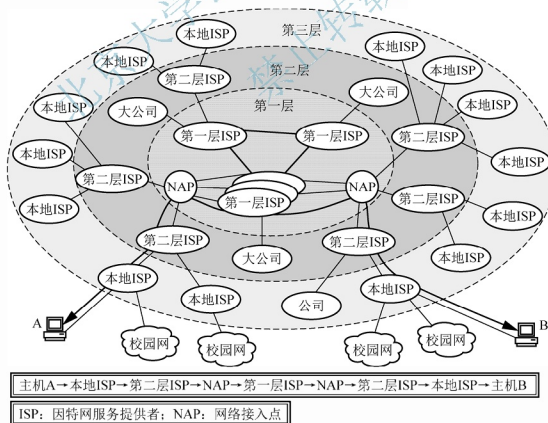 第三层
本地ISP
本地ISP
本地ISP
第二层ISP
第二层
本地ISP
本地ISP
大公司
第一层
大公司
本地ISP
本地ISP
第一层ISP
第一层ISP
第二层ISP
本地ISP
本地ISP
第二层ISP
NAP
NAP
第一层ISP
第二层ISP
本地ISP
本地ISP
第二层ISP
第二层ISP
大公司
本地ISP
本地ISP
本地ISP
公司
本地ISP
A
B
校园网
校园网
校园网
校园网
主机A→本地ISP→第二层ISP→NAP→第一层ISP→NAP→第二层ISP→本地ISP→主机B
ISP：因特网服务提供者；NAP：网络接入点